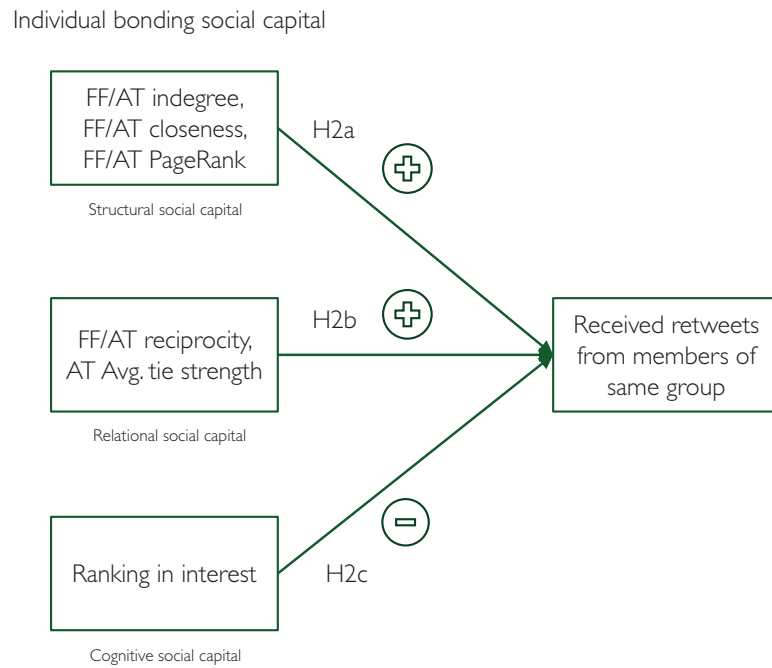 Individual bonding social capital
FF/AT indegree,
FF/AT closeness,
FF/AT PageRank
Structural social capital
H2a
FF/AT reciprocity,
AT Avg. tie strength
Relational social capital
H2b
Received retweets
from members of
same group
Ranking in interest
Cognitive social capital
H2c